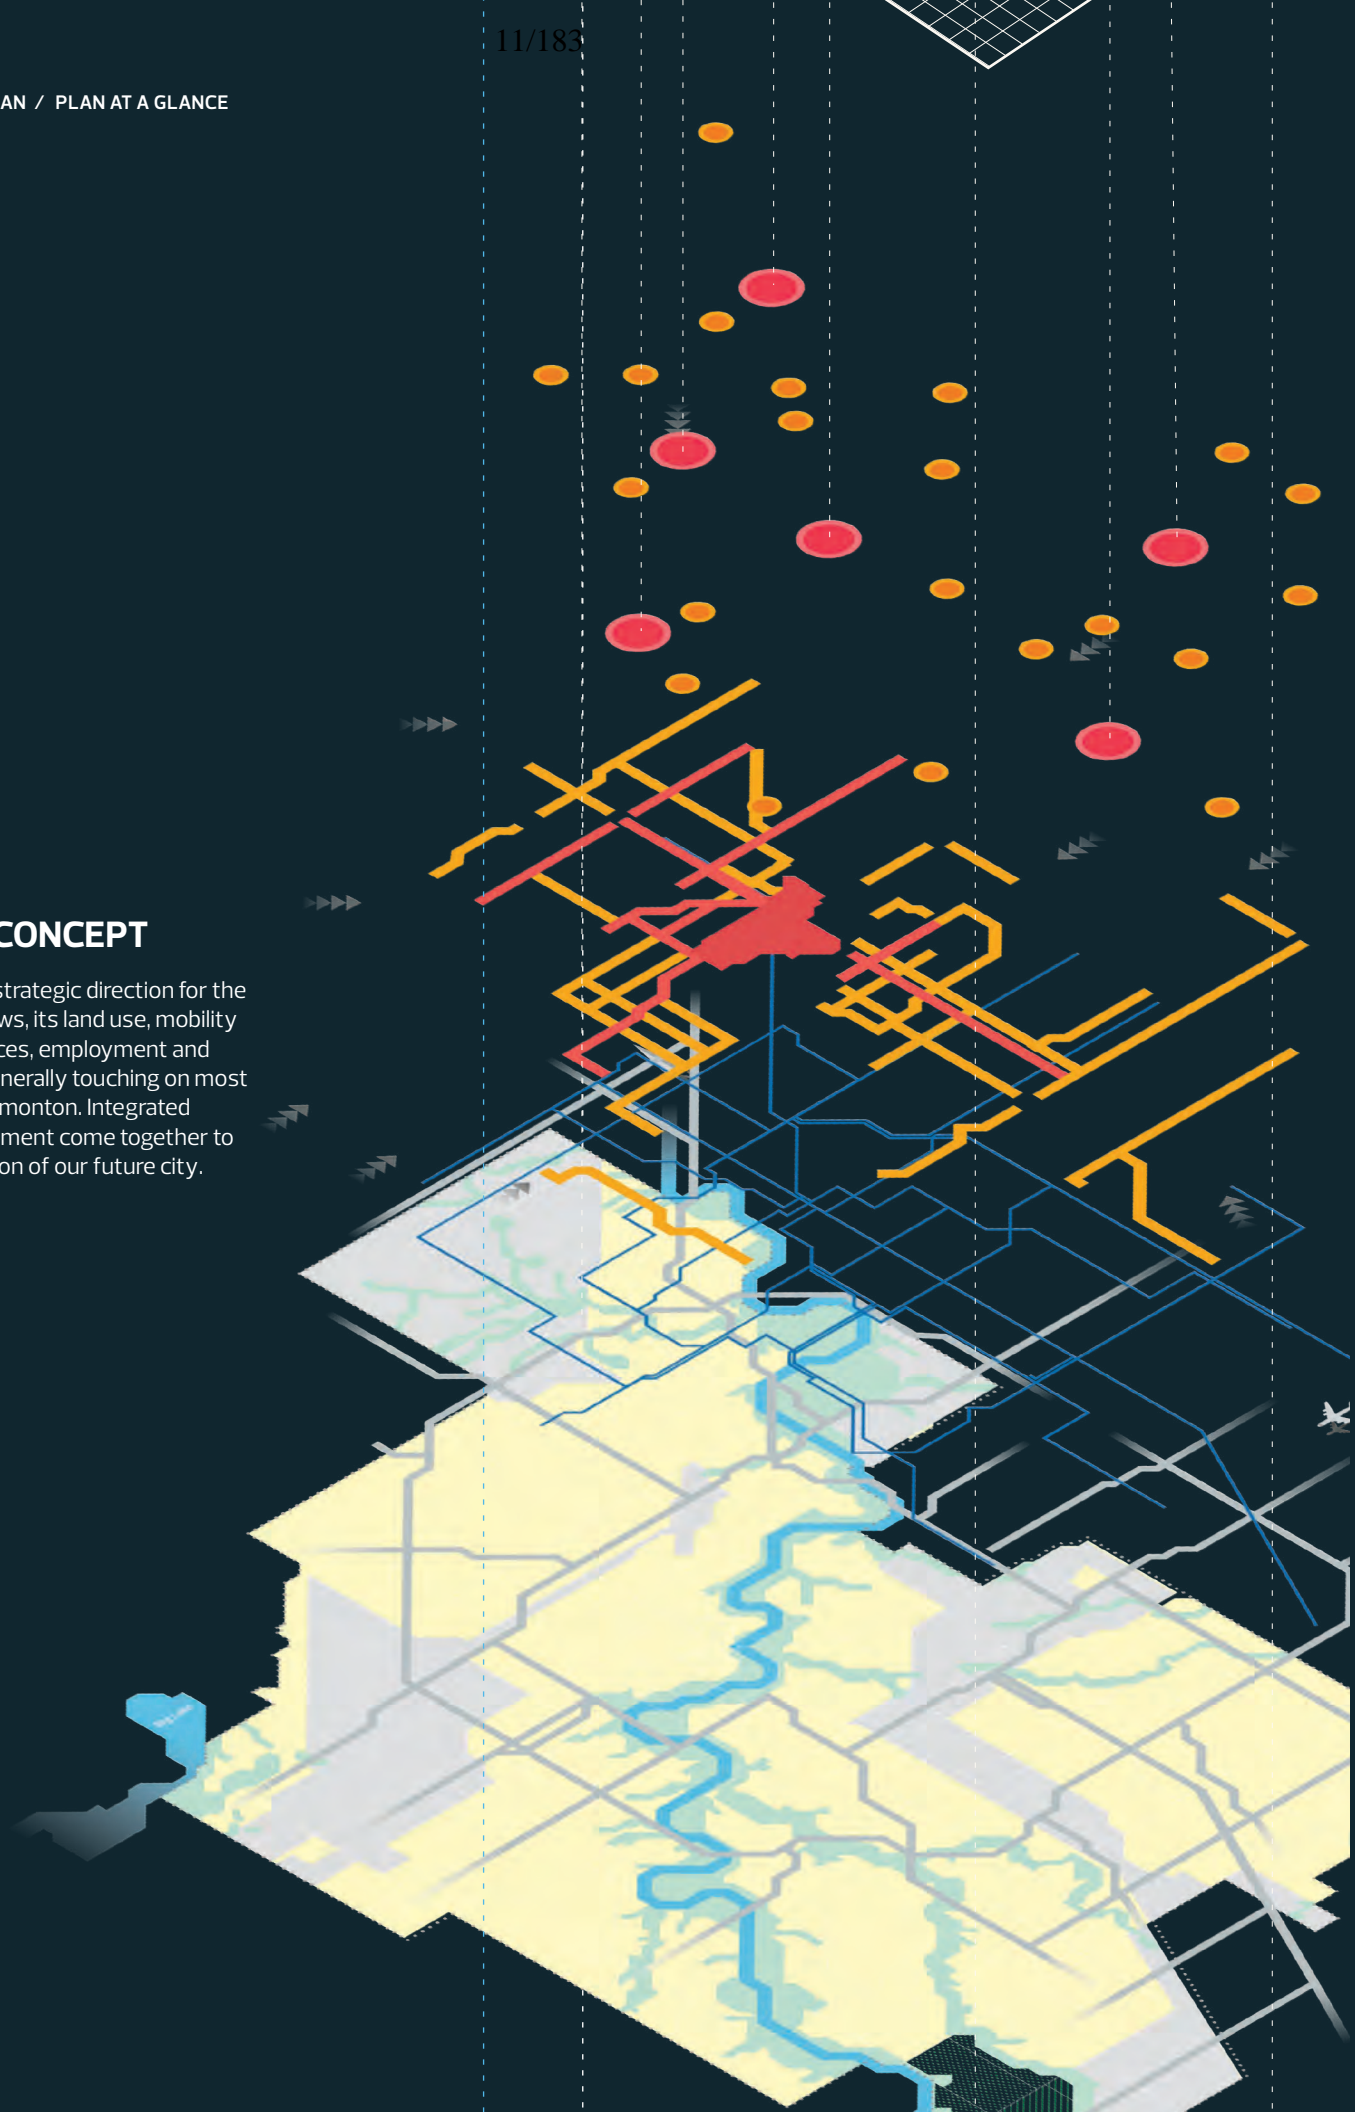 11/183
AN / PLAN AT A GLANCE
CONCEPT
strategic direction for the
ws, its land use, mobility
ces, employment and
nerally touching on most
monton. Integrated
ment come together to
on of our future city.